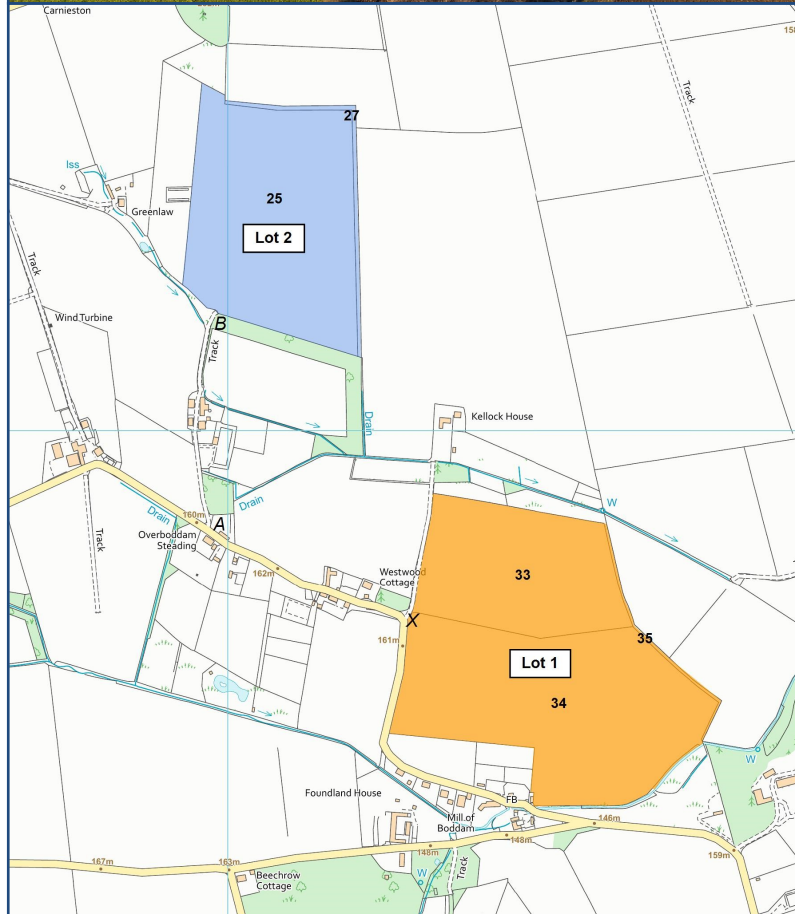 Carnieston
158
27
Track
Iss
25
Greenlaw
Lot 2
Track
Wind Turbine
B
Track
Drain
Kellock House
W
A
160m
Drain
Drain
Overboddam
Steading
Track
162m
Westwood
Cottage
33
X
161m
35
Lot 1
34
W
Foundland House
FB
Mill of
Boddam
146m
148m
148m
159m
167m
163m
Track
W
Beechrow
Cottage